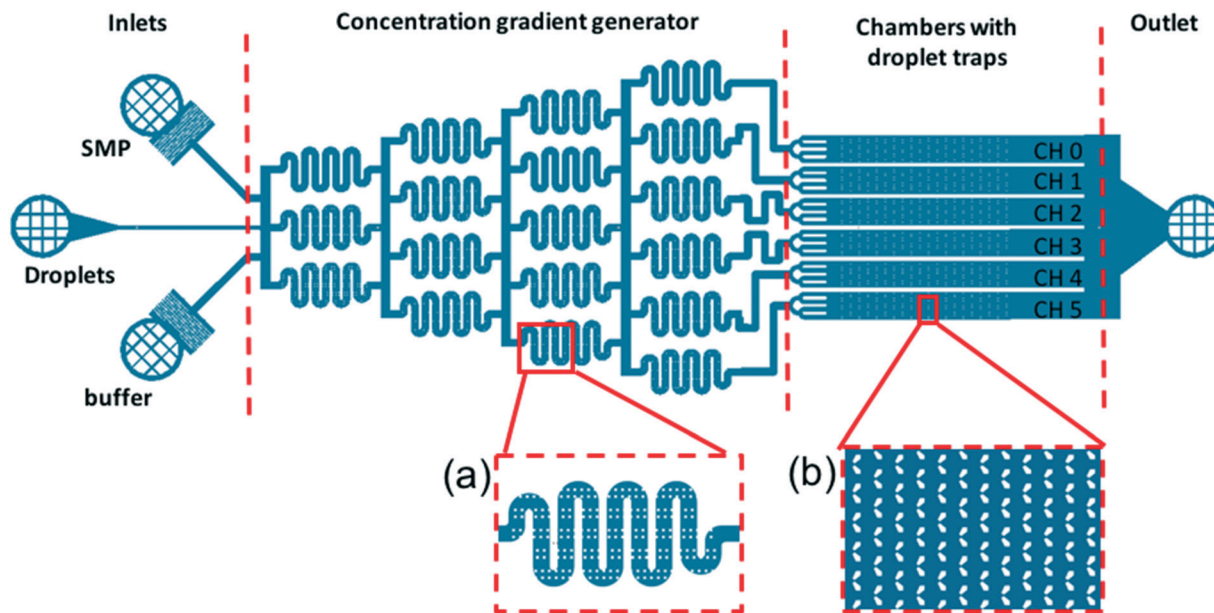 Inlets
Concentration gradient generator
Chambers with
droplet traps
Outlet
SMP
Droplets
buffer
CH 0
CH 1
CH 2
CH 3
CH 4
CH 5
(a)
(b)